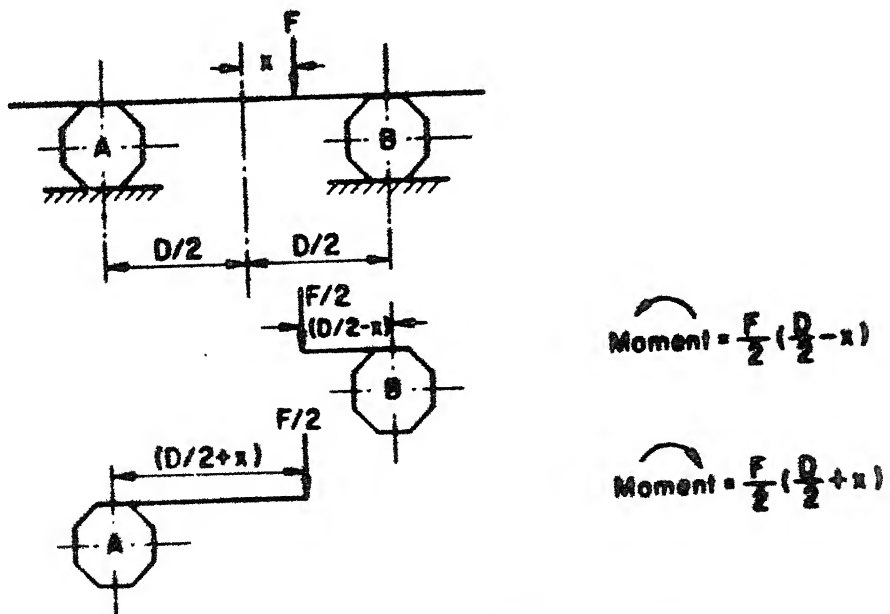 F
x
A
B
D/2
D/2
F/2
(D/2-x)
B
Moment = F/2 (D/2 - x)
F/2
(D/2+x)
A
Moment = F/2 (D/2 + x)